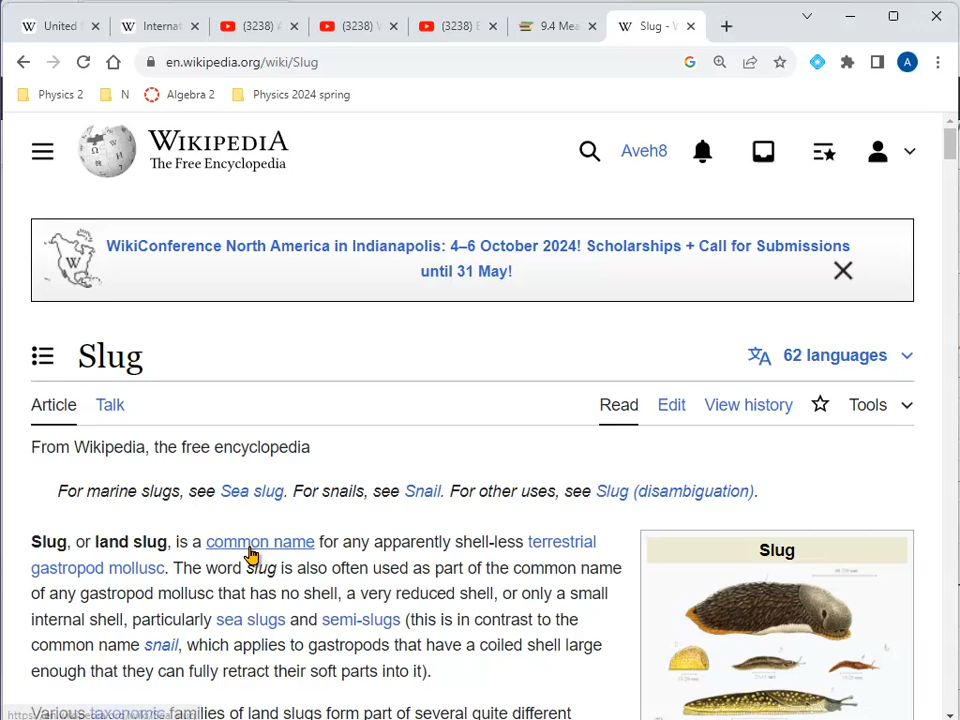 United
Internat
(3238) A
(3238) V
(3238) E
9.4 Mea
Slug - W
en.wikipedia.org/wiki/Slug
A
Physics 2
N
Algebra 2
Physics 2024 spring
WIKIPEDIA
The Free Encyclopedia
Aveh8
WikiConference North America in Indianapolis: 4–6 October 2024! Scholarships + Call for Submissions
until 31 May!
Slug
62 languages
Article Talk
Read Edit View history Tools
From Wikipedia, the free encyclopedia
For marine slugs, see Sea slug. For snails, see Snail. For other uses, see Slug (disambiguation).
Slug, or land slug, is a common name for any apparently shell-less terrestrial
gastropod mollusc. The word slug is also often used as part of the common name
of any gastropod mollusc that has no shell, a very reduced shell, or only a small
internal shell, particularly sea slugs and semi-slugs (this is in contrast to the
common name snail, which applies to gastropods that have a coiled shell large
enough that they can fully retract their soft parts into it).
Slug
Various taxonomic families of land slugs form part of several quite different